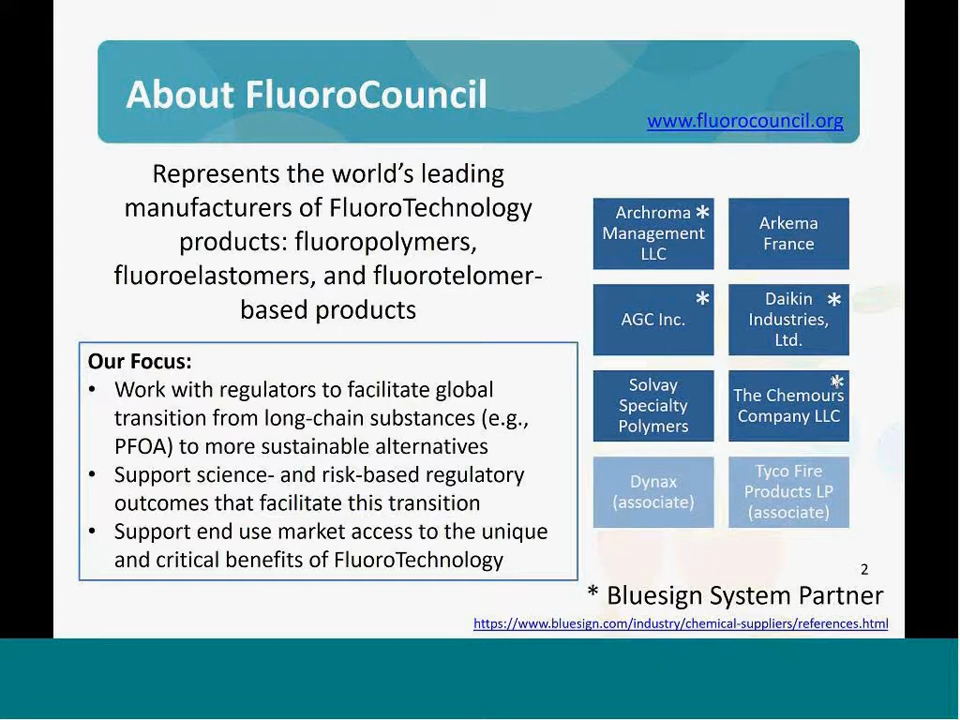 About FluoroCouncil
www.fluorocouncil.org
Represents the world's leading
manufacturers of FluoroTechnology
products: fluoropolymers,
fluoroelastomers, and fluorotelomer-
based products
Our Focus:
• Work with regulators to facilitate global
transition from long-chain substances (e.g.,
PFOA) to more sustainable alternatives
• Support science- and risk-based regulatory
outcomes that facilitate this transition
• Support end use market access to the unique
and critical benefits of FluoroTechnology
Archroma *
Management
LLC
Arkema
France
*
AGC Inc.
Daikin *
Industries,
Ltd.
Solvay
Specialty
Polymers
*
The Chemours
Company LLC
Dynax
(associate)
Tyco Fire
Products LP
(associate)
2
* Bluesign System Partner
https://www.bluesign.com/industry/chemical-suppliers/references.html